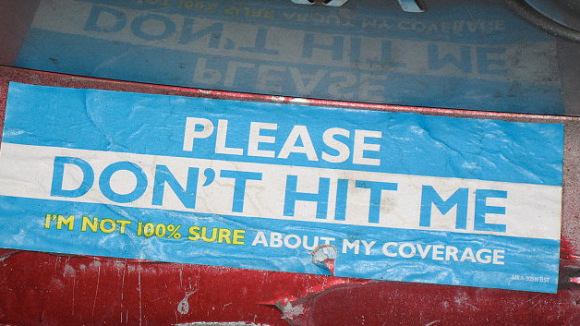 PLEASE
DON'T HIT ME
I'M NOT 100% SURE ABOUT MY COVERAGE